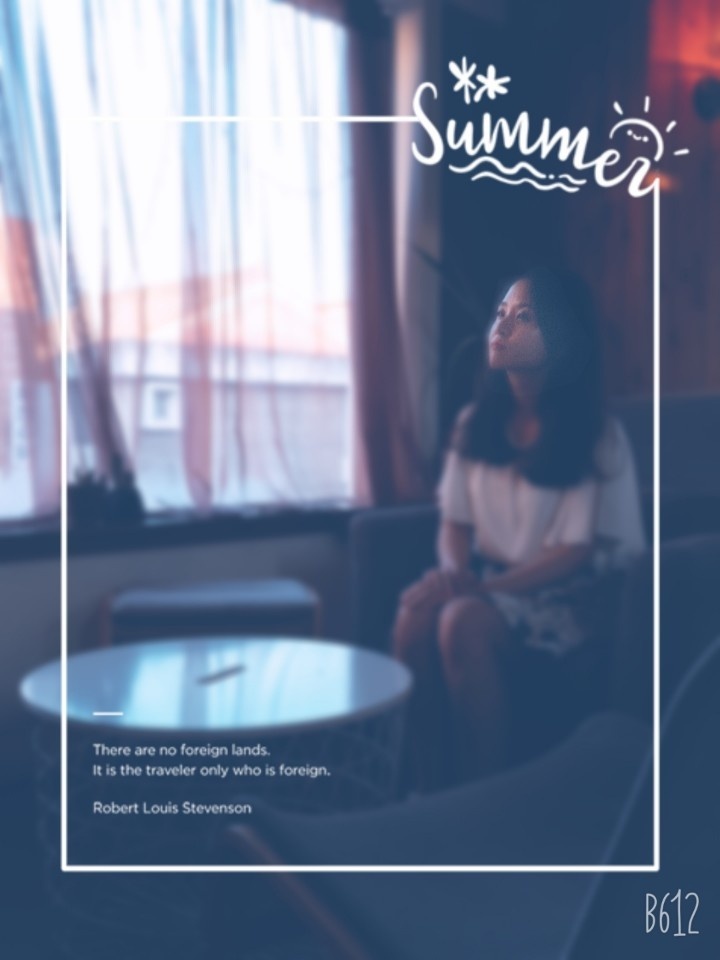 Summer
There are no foreign lands.
It is the traveler only who is foreign.
Robert Louis Stevenson
B612